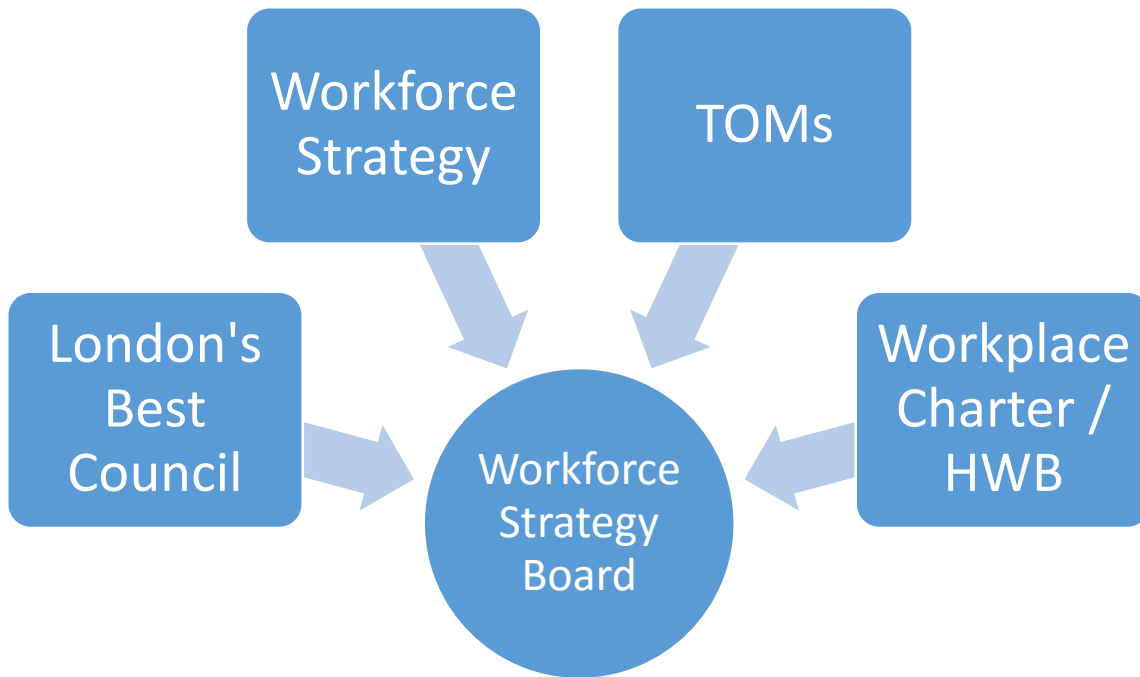 Workforce
Strategy
TOMs
London's
Best
Council
Workplace
Charter /
HWB
Workforce
Strategy
Board